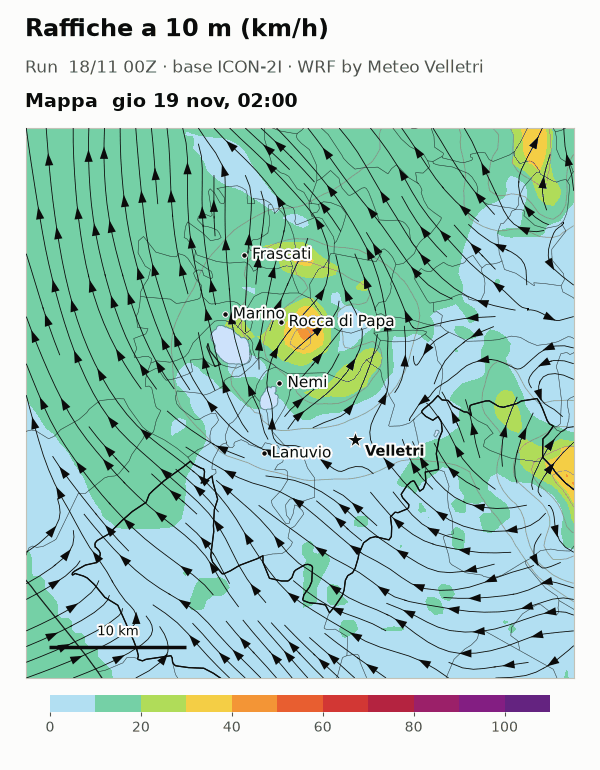 Raffiche a 10 m (km/h)
Run  18/11 00Z · base ICON-2I · WRF by Meteo Velletri
Mappa  gio 19 nov, 02:00
Frascati
Marino
Rocca di Papa
Nemi
Velletri
Lanuvio
10 km
0 20 40 60 80 100